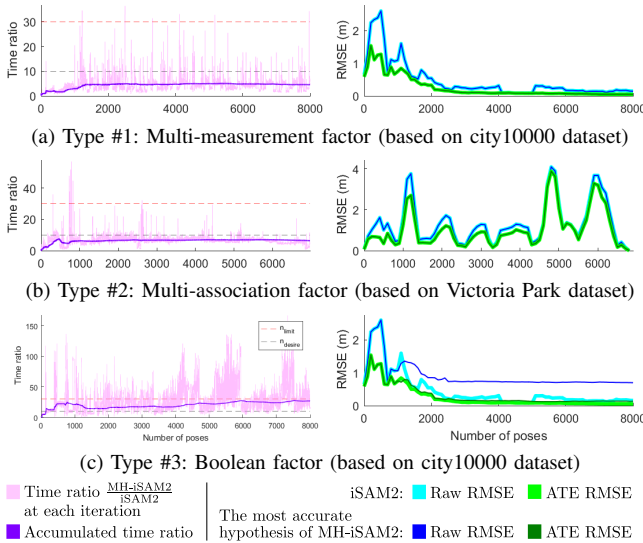 30
20
10
0
Time ratio
0 2000 4000 6000 8000
2
1
0
RMSE (m)
0 2000 4000 6000 8000
(a) Type #1: Multi-measurement factor (based on city10000 dataset)
40
20
0
Time ratio
0 1000 2000 3000 4000 5000 6000
4
2
0
RMSE (m)
0 1000 2000 3000 4000 5000 6000
(b) Type #2: Multi-association factor (based on Victoria Park dataset)
150
100
50
0
Time ratio
n_limit
n_desire
0 1000 2000 3000 4000 5000 6000 7000 8000
Number of poses
2
1
0
RMSE (m)
0 2000 4000 6000 8000
Number of poses
(c) Type #3: Boolean factor (based on city10000 dataset)
Time ratio MH-iSAM2/iSAM2
at each iteration
Accumulated time ratio
iSAM2: Raw RMSE ATE RMSE
The most accurate
hypothesis of MH-iSAM2: Raw RMSE ATE RMSE